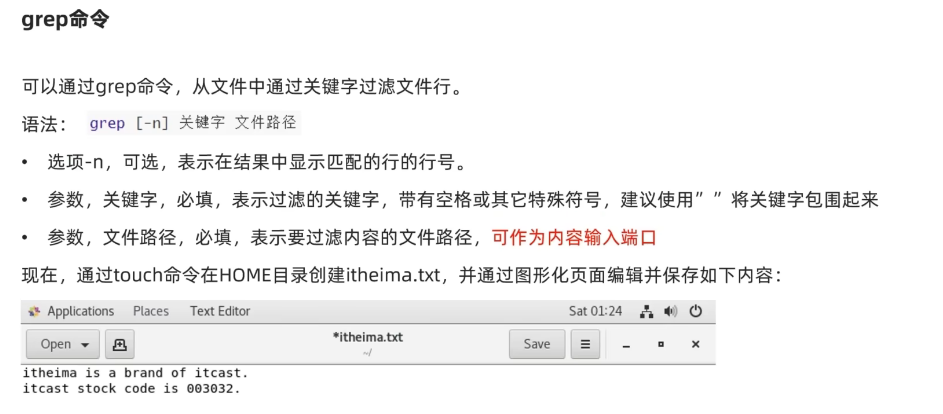 grep命令
可以通过grep命令，从文件中通过关键字过滤文件行。
语法： grep [-n] 关键字 文件路径
• 选项-n，可选，表示在结果中显示匹配的行的行号。
• 参数，关键字，必填，表示过滤的关键字，带有空格或其它特殊符号，建议使用” ”将关键字包围起来
• 参数，文件路径，必填，表示要过滤内容的文件路径，可作为内容输入端口
现在，通过touch命令在HOME目录创建itheima.txt，并通过图形化页面编辑并保存如下内容：
Applications Places Text Editor Sat 01:24
Open *itheima.txt Save
~/
itheima is a brand of itcast.
itcast stock code is 003032.